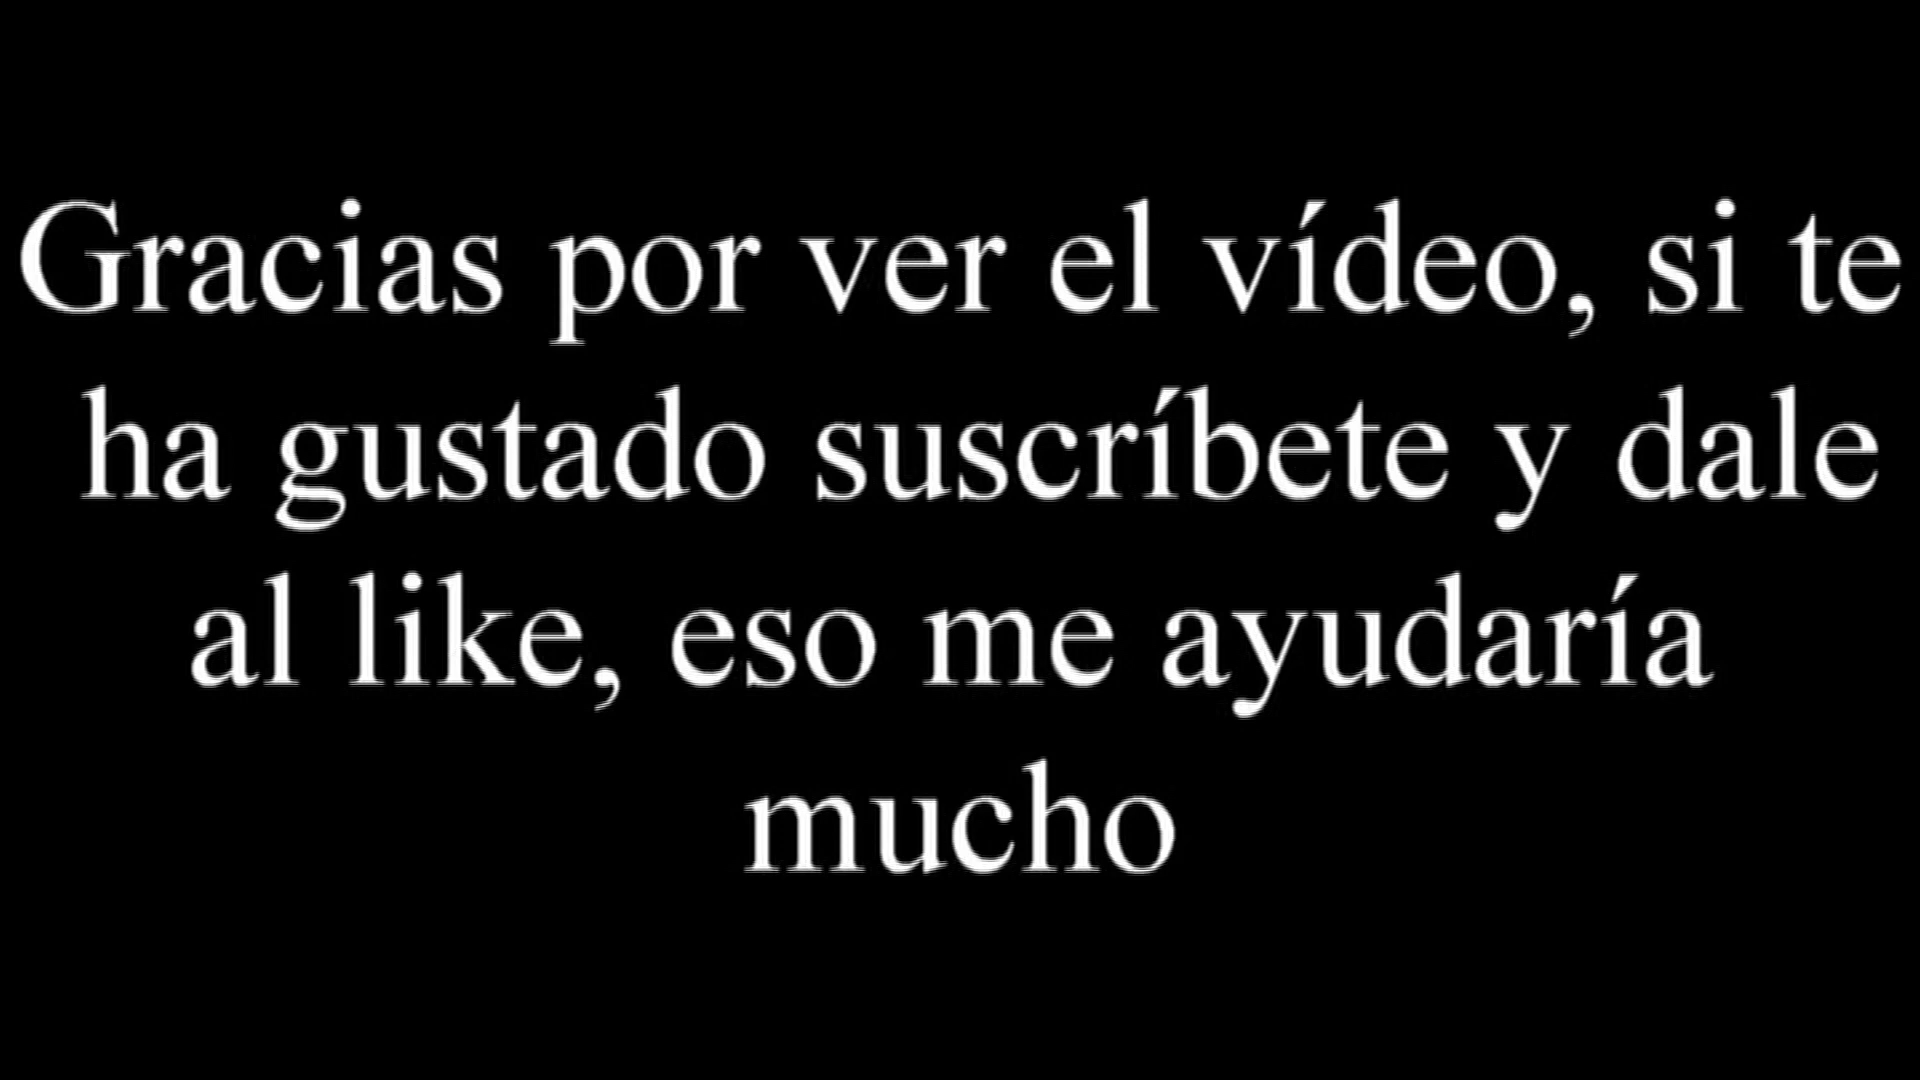 Gracias por ver el vídeo, si te
ha gustado suscríbete y dale
al like, eso me ayudaría
mucho